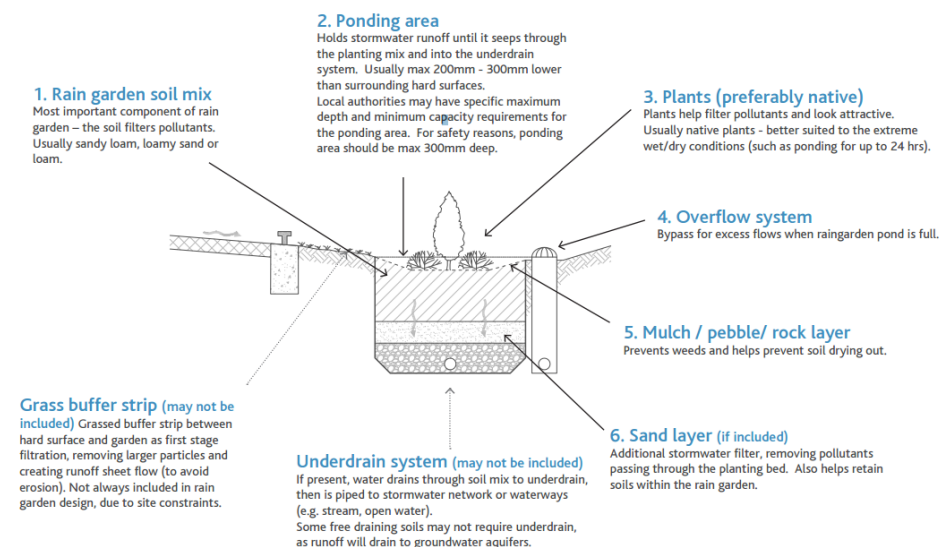 2. Ponding area
Holds stormwater runoff until it seeps through
the planting mix and into the underdrain
system.  Usually max 200mm - 300mm lower
than surrounding hard surfaces.
Local authorities may have specific maximum
depth and minimum capacity requirements for
the ponding area.  For safety reasons, ponding
area should be max 300mm deep.
1. Rain garden soil mix
Most important component of rain
garden – the soil filters pollutants.
Usually sandy loam, loamy sand or
loam.
3. Plants (preferably native)
Plants help filter pollutants and look attractive.
Usually native plants - better suited to the extreme
wet/dry conditions (such as ponding for up to 24 hrs).
4. Overflow system
Bypass for excess flows when raingarden pond is full.
5. Mulch / pebble/ rock layer
Prevents weeds and helps prevent soil drying out.
Grass buffer strip (may not be
included) Grassed buffer strip between
hard surface and garden as first stage
filtration, removing larger particles and
creating runoff sheet flow (to avoid
erosion). Not always included in rain
garden design, due to site constraints.
Underdrain system (may not be included)
If present, water drains through soil mix to underdrain,
then is piped to stormwater network or waterways
(e.g. stream, open water).
Some free draining soils may not require underdrain,
as runoff will drain to groundwater aquifers.
6. Sand layer (if included)
Additional stormwater filter, removing pollutants
passing through the planting bed.  Also helps retain
soils within the rain garden.